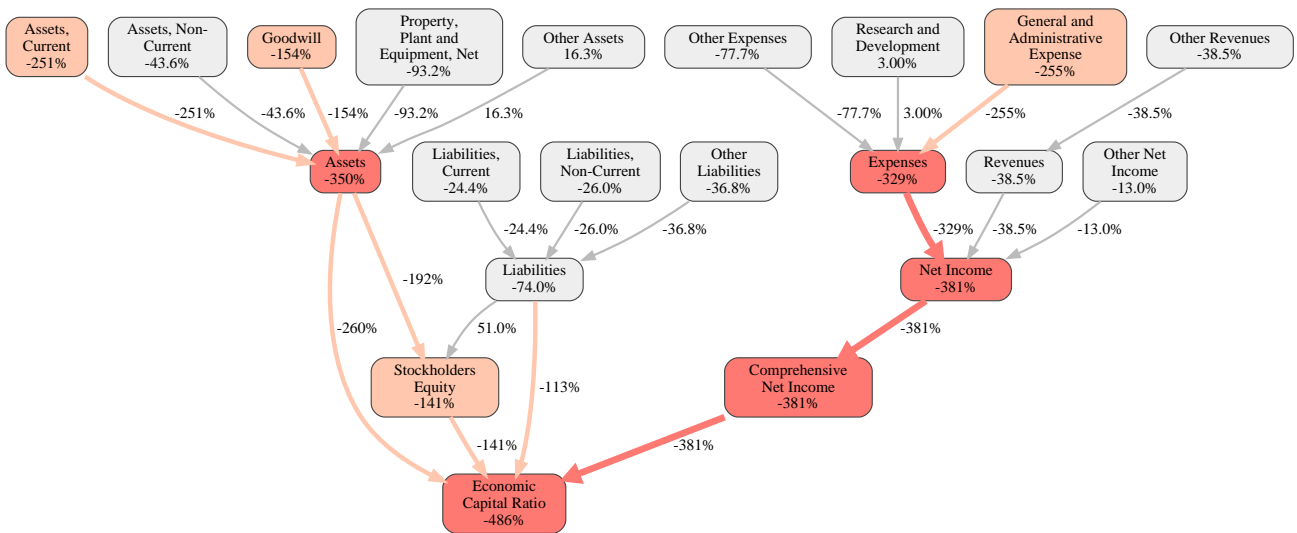 Assets,
Current
-251%
Assets, Non-
Current
-43.6%
Goodwill
-154%
Property,
Plant and
Equipment, Net
-93.2%
Other Assets
16.3%
Other Expenses
-77.7%
Research and
Development
3.00%
General and
Administrative
Expense
-255%
Other Revenues
-38.5%
-251%
-43.6%
-154%
-93.2%
16.3%
-77.7%
3.00%
-255%
-38.5%
Assets
-350%
Liabilities,
Current
-24.4%
Liabilities,
Non-Current
-26.0%
Other
Liabilities
-36.8%
Expenses
-329%
Revenues
-38.5%
Other Net
Income
-13.0%
-24.4%
-26.0%
-36.8%
-329%
-38.5%
-13.0%
-192%
Liabilities
-74.0%
Net Income
-381%
-260%
51.0%
-381%
Stockholders
Equity
-141%
-113%
Comprehensive
Net Income
-381%
-141%
-381%
Economic
Capital Ratio
-486%